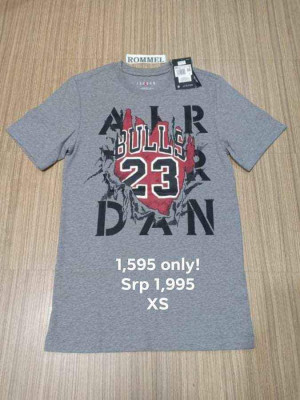 ROMMEL
AIR
BULLS
23
DAN
1,595 only!
Srp 1,995
XS